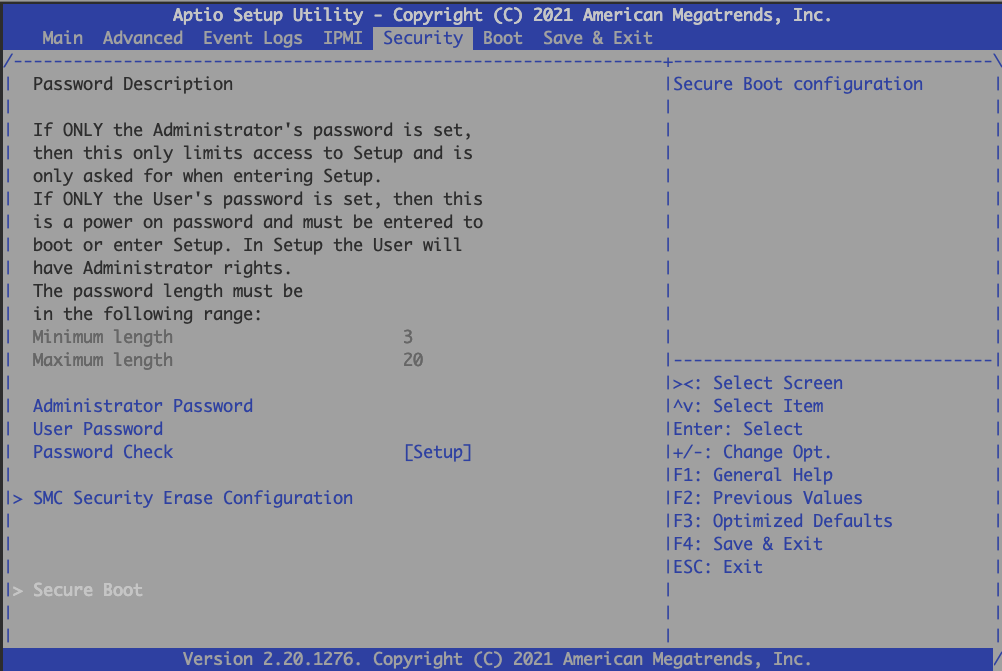 Aptio Setup Utility - Copyright (C) 2021 American Megatrends, Inc.
Main Advanced Event Logs IPMI Security Boot Save & Exit
Password Description
If ONLY the Administrator's password is set,
then this only limits access to Setup and is
only asked for when entering Setup.
If ONLY the User's password is set, then this
is a power on password and must be entered to
boot or enter Setup. In Setup the User will
have Administrator rights.
The password length must be
in the following range:
Minimum length 3
Maximum length 20
Administrator Password
User Password
Password Check [Setup]
> SMC Security Erase Configuration
> Secure Boot
Secure Boot configuration
><: Select Screen
^v: Select Item
Enter: Select
+/-: Change Opt.
F1: General Help
F2: Previous Values
F3: Optimized Defaults
F4: Save & Exit
ESC: Exit
Version 2.20.1276. Copyright (C) 2021 American Megatrends, Inc.